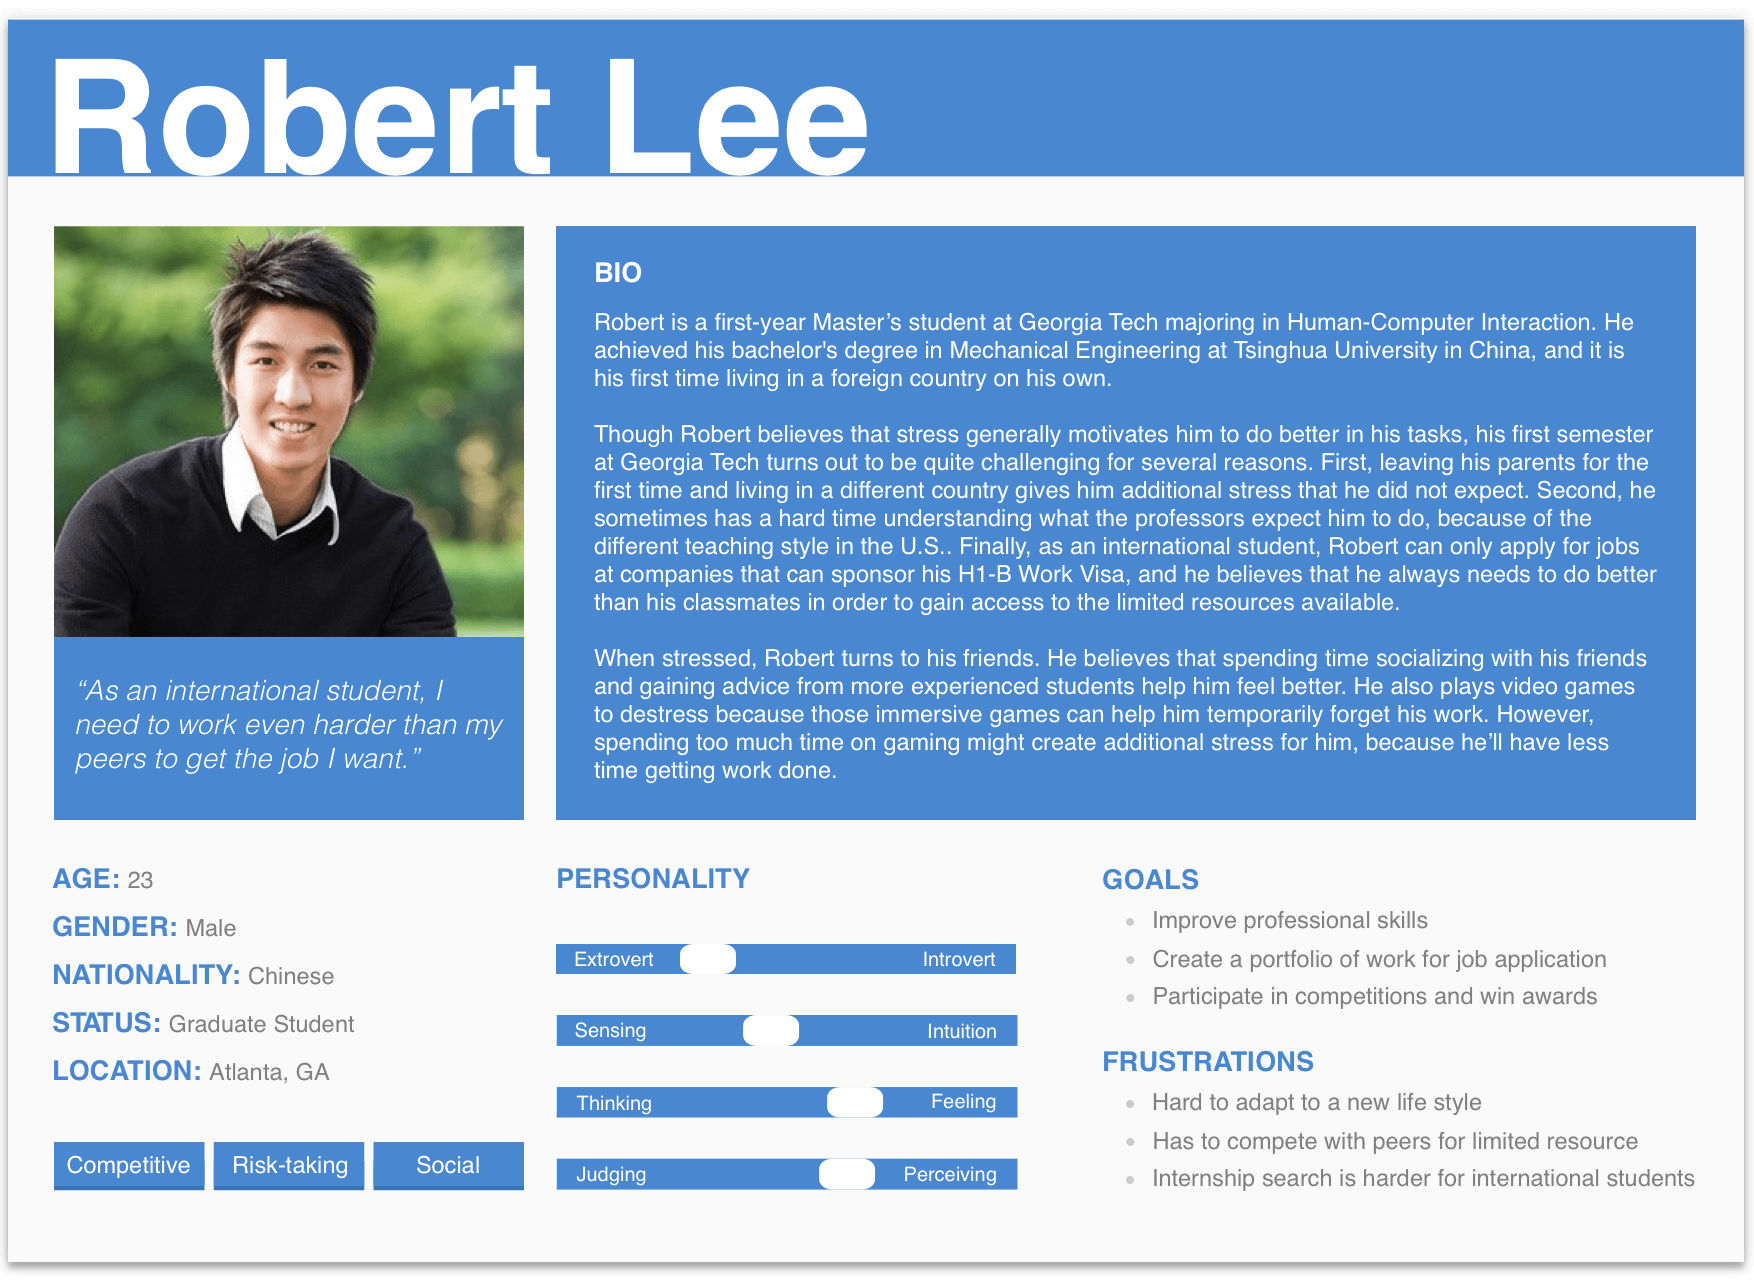 Robert Lee
BIO
Robert is a first-year Master’s student at Georgia Tech majoring in Human-Computer Interaction. He
achieved his bachelor's degree in Mechanical Engineering at Tsinghua University in China, and it is
his first time living in a foreign country on his own.
Though Robert believes that stress generally motivates him to do better in his tasks, his first semester
at Georgia Tech turns out to be quite challenging for several reasons. First, leaving his parents for the
first time and living in a different country gives him additional stress that he did not expect. Second, he
sometimes has a hard time understanding what the professors expect him to do, because of the
different teaching style in the U.S.. Finally, as an international student, Robert can only apply for jobs
at companies that can sponsor his H1-B Work Visa, and he believes that he always needs to do better
than his classmates in order to gain access to the limited resources available.
When stressed, Robert turns to his friends. He believes that spending time socializing with his friends
and gaining advice from more experienced students help him feel better. He also plays video games
to destress because those immersive games can help him temporarily forget his work. However,
spending too much time on gaming might create additional stress for him, because he’ll have less
time getting work done.
“As an international student, I
need to work even harder than my
peers to get the job I want.”
AGE: 23
GENDER: Male
NATIONALITY: Chinese
STATUS: Graduate Student
LOCATION: Atlanta, GA
Competitive Risk-taking Social
PERSONALITY
Extrovert Introvert
Sensing Intuition
Thinking Feeling
Judging Perceiving
GOALS
• Improve professional skills
• Create a portfolio of work for job application
• Participate in competitions and win awards
FRUSTRATIONS
• Hard to adapt to a new life style
• Has to compete with peers for limited resource
• Internship search is harder for international students